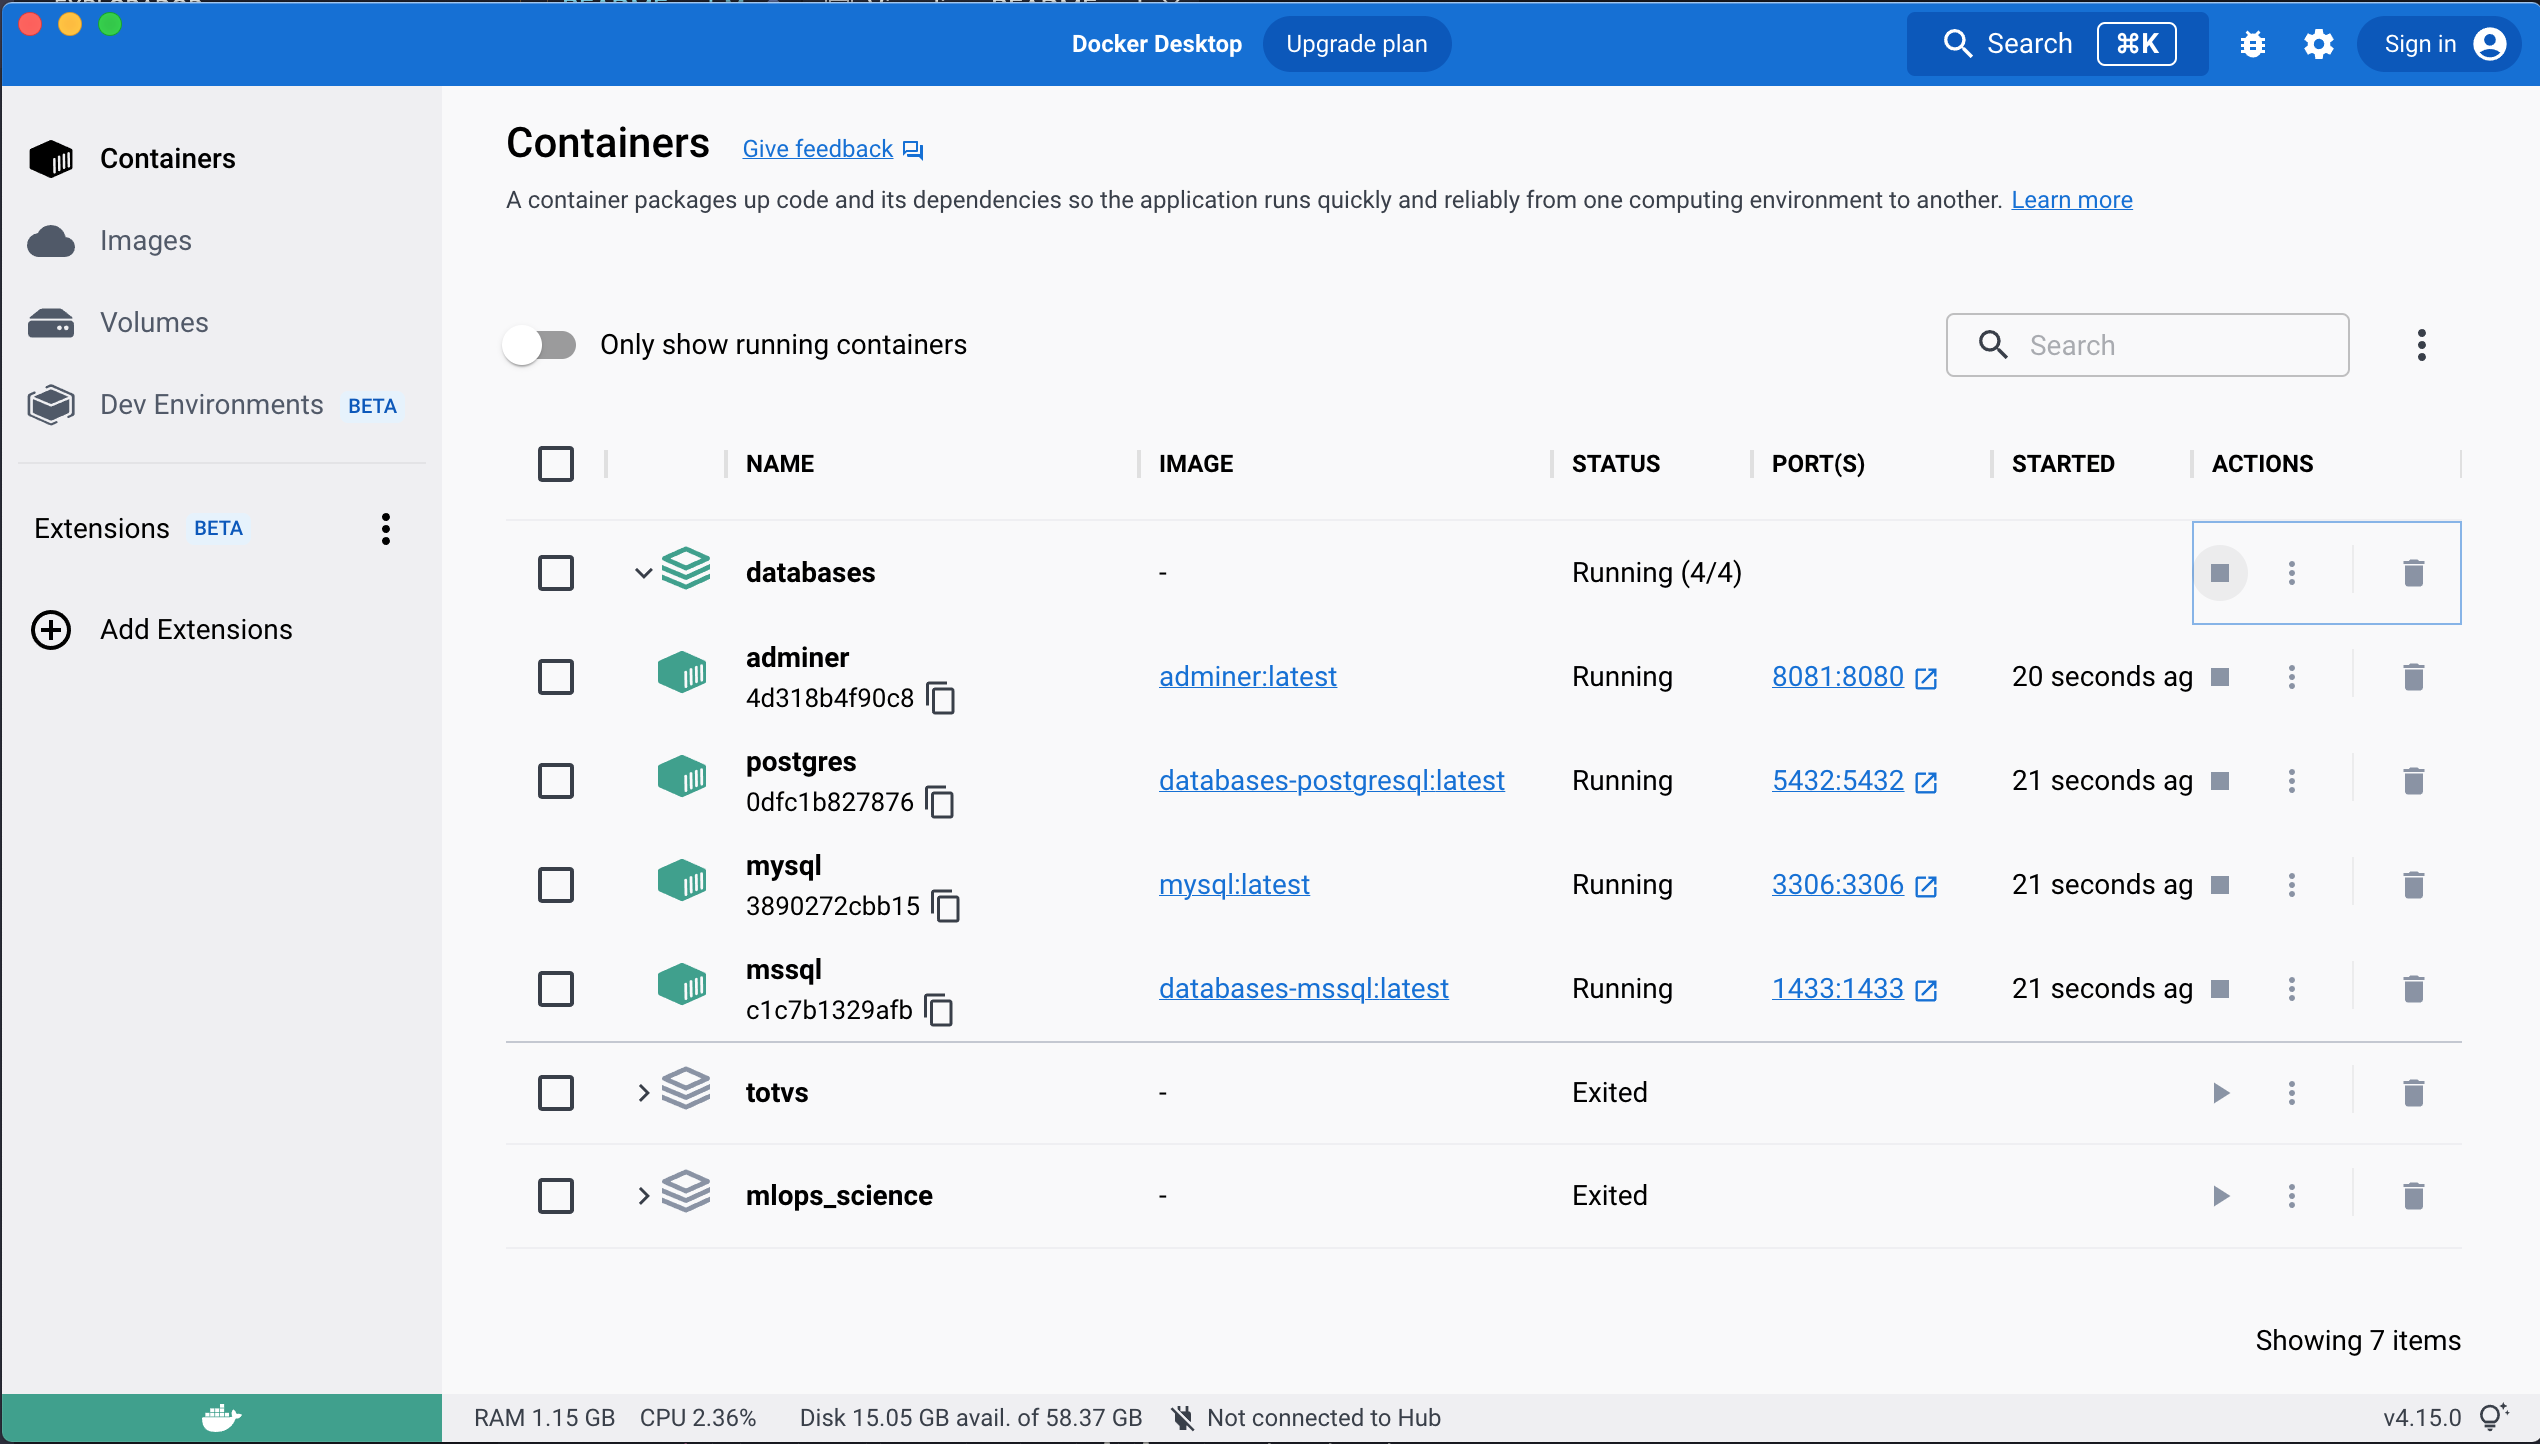 Docker Desktop
Upgrade plan
Search
⌘K
Sign in
Containers
Images
Volumes
Dev Environments BETA
Extensions BETA
Add Extensions
Containers
Give feedback
A container packages up code and its dependencies so the application runs quickly and reliably from one computing environment to another. Learn more
Only show running containers
Search
NAME IMAGE STATUS PORT(S) STARTED ACTIONS
databases - Running (4/4)
adminer
4d318b4f90c8
adminer:latest Running 8081:8080 20 seconds ag
postgres
0dfc1b827876
databases-postgresql:latest Running 5432:5432 21 seconds ag
mysql
3890272cbb15
mysql:latest Running 3306:3306 21 seconds ag
mssql
c1c7b1329afb
databases-mssql:latest Running 1433:1433 21 seconds ag
totvs - Exited
mlops_science - Exited
Showing 7 items
RAM 1.15 GB CPU 2.36% Disk 15.05 GB avail. of 58.37 GB Not connected to Hub v4.15.0